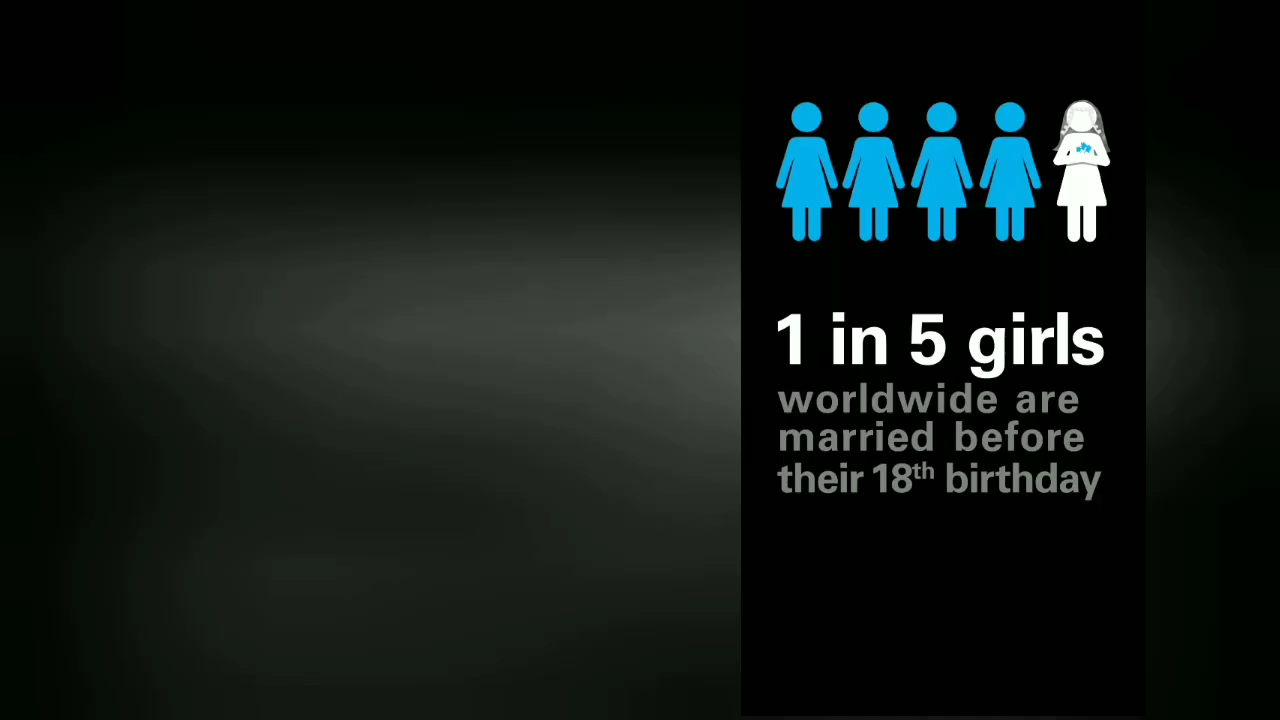 1 in 5 girls
worldwide are
married before
their 18th birthday